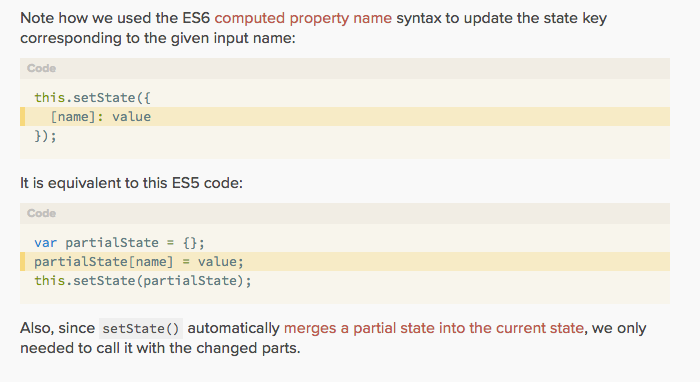 Note how we used the ES6 computed property name syntax to update the state key
corresponding to the given input name:
Code
this.setState({
  [name]: value
});
It is equivalent to this ES5 code:
Code
var partialState = {};
partialState[name] = value;
this.setState(partialState);
Also, since setState() automatically merges a partial state into the current state, we only
needed to call it with the changed parts.